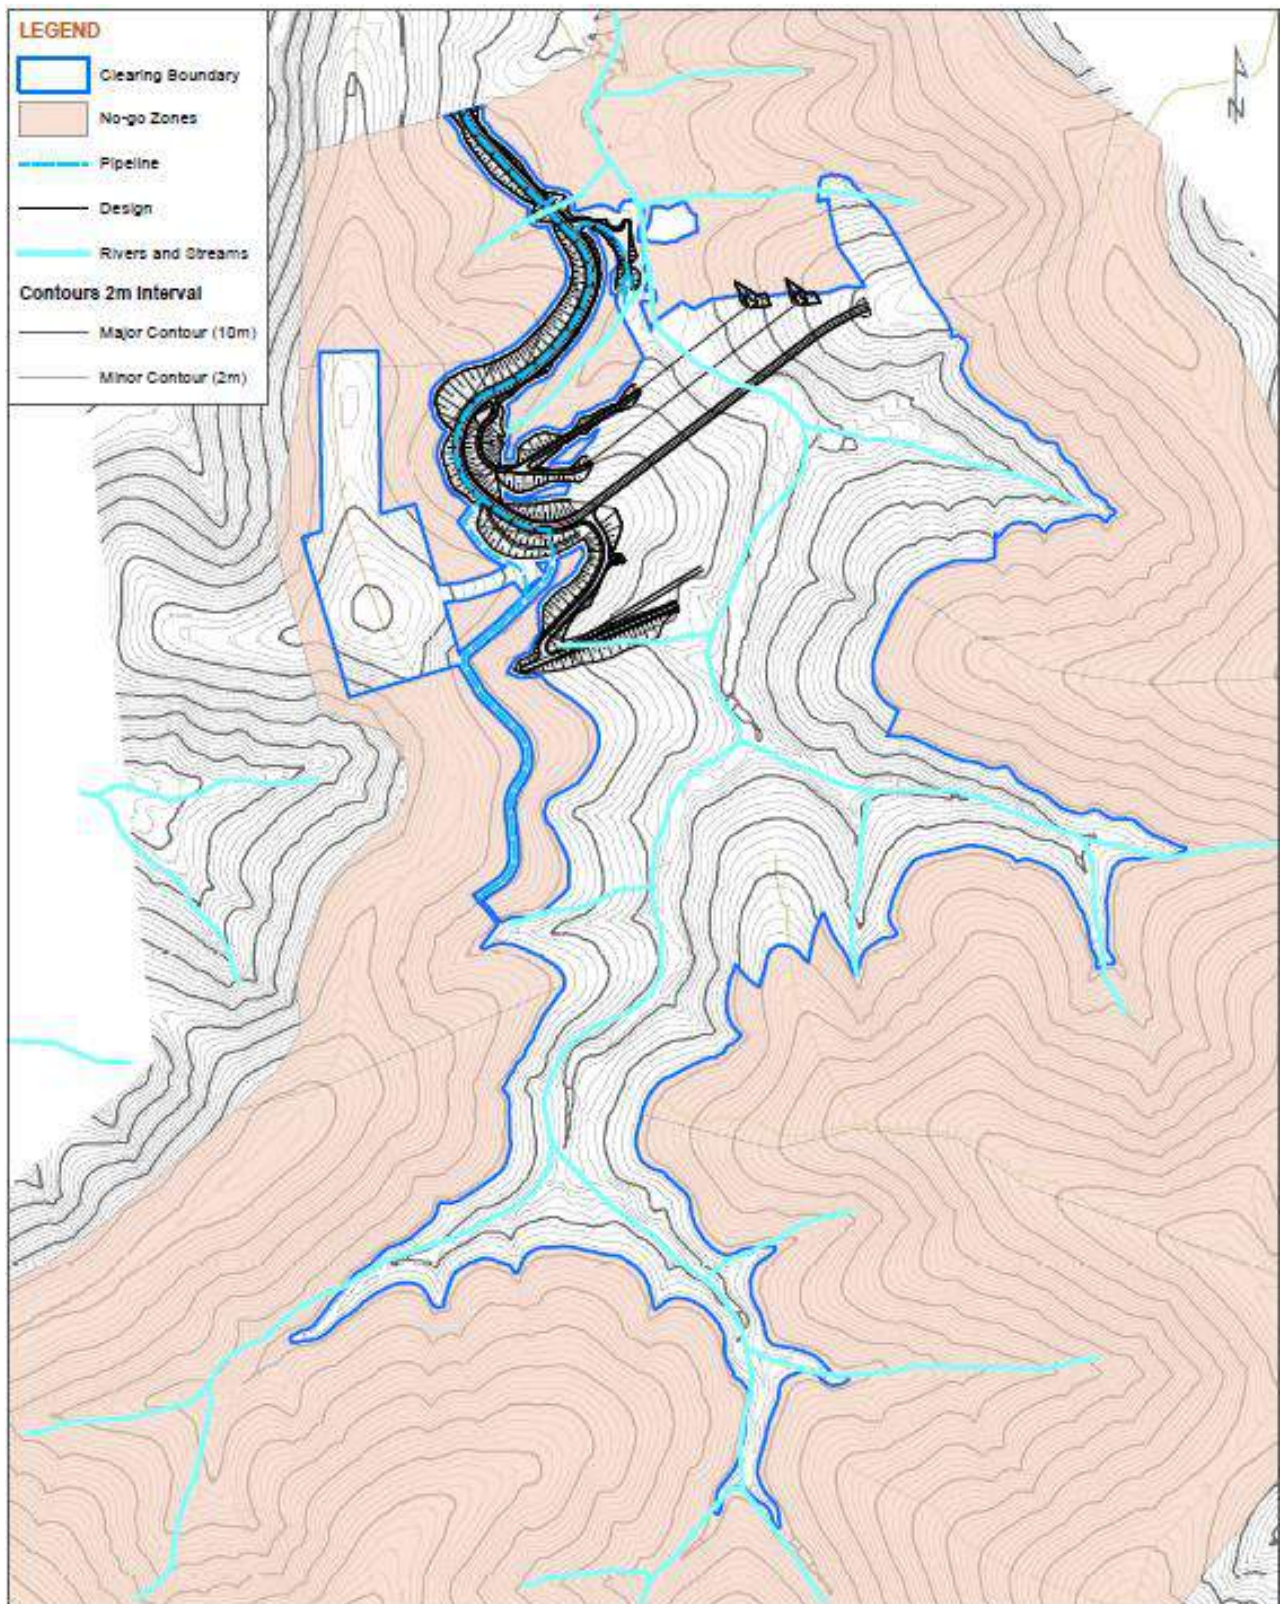 LEGEND
Clearing Boundary
No-go Zones
Pipeline
Design
Rivers and Streams
Contours 2m Interval
Major Contour (10m)
Minor Contour (2m)
N